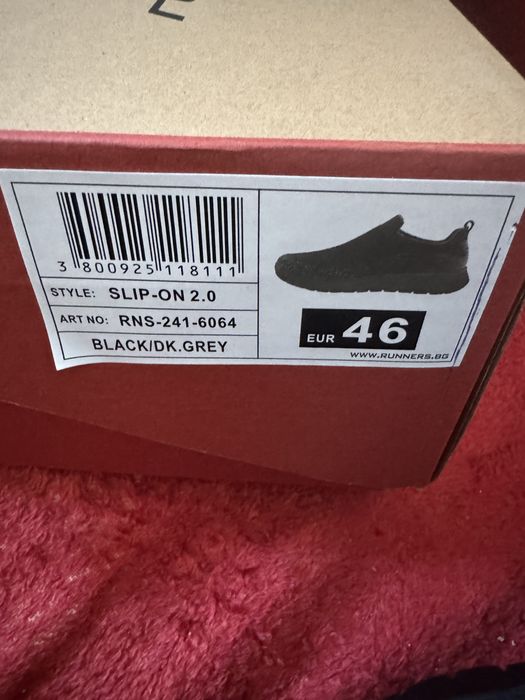 3 800925 118111
STYLE: SLIP-ON 2.0
ART NO: RNS-241-6064
BLACK/DK.GREY
EUR 46
WWW.RUNNERS.BG